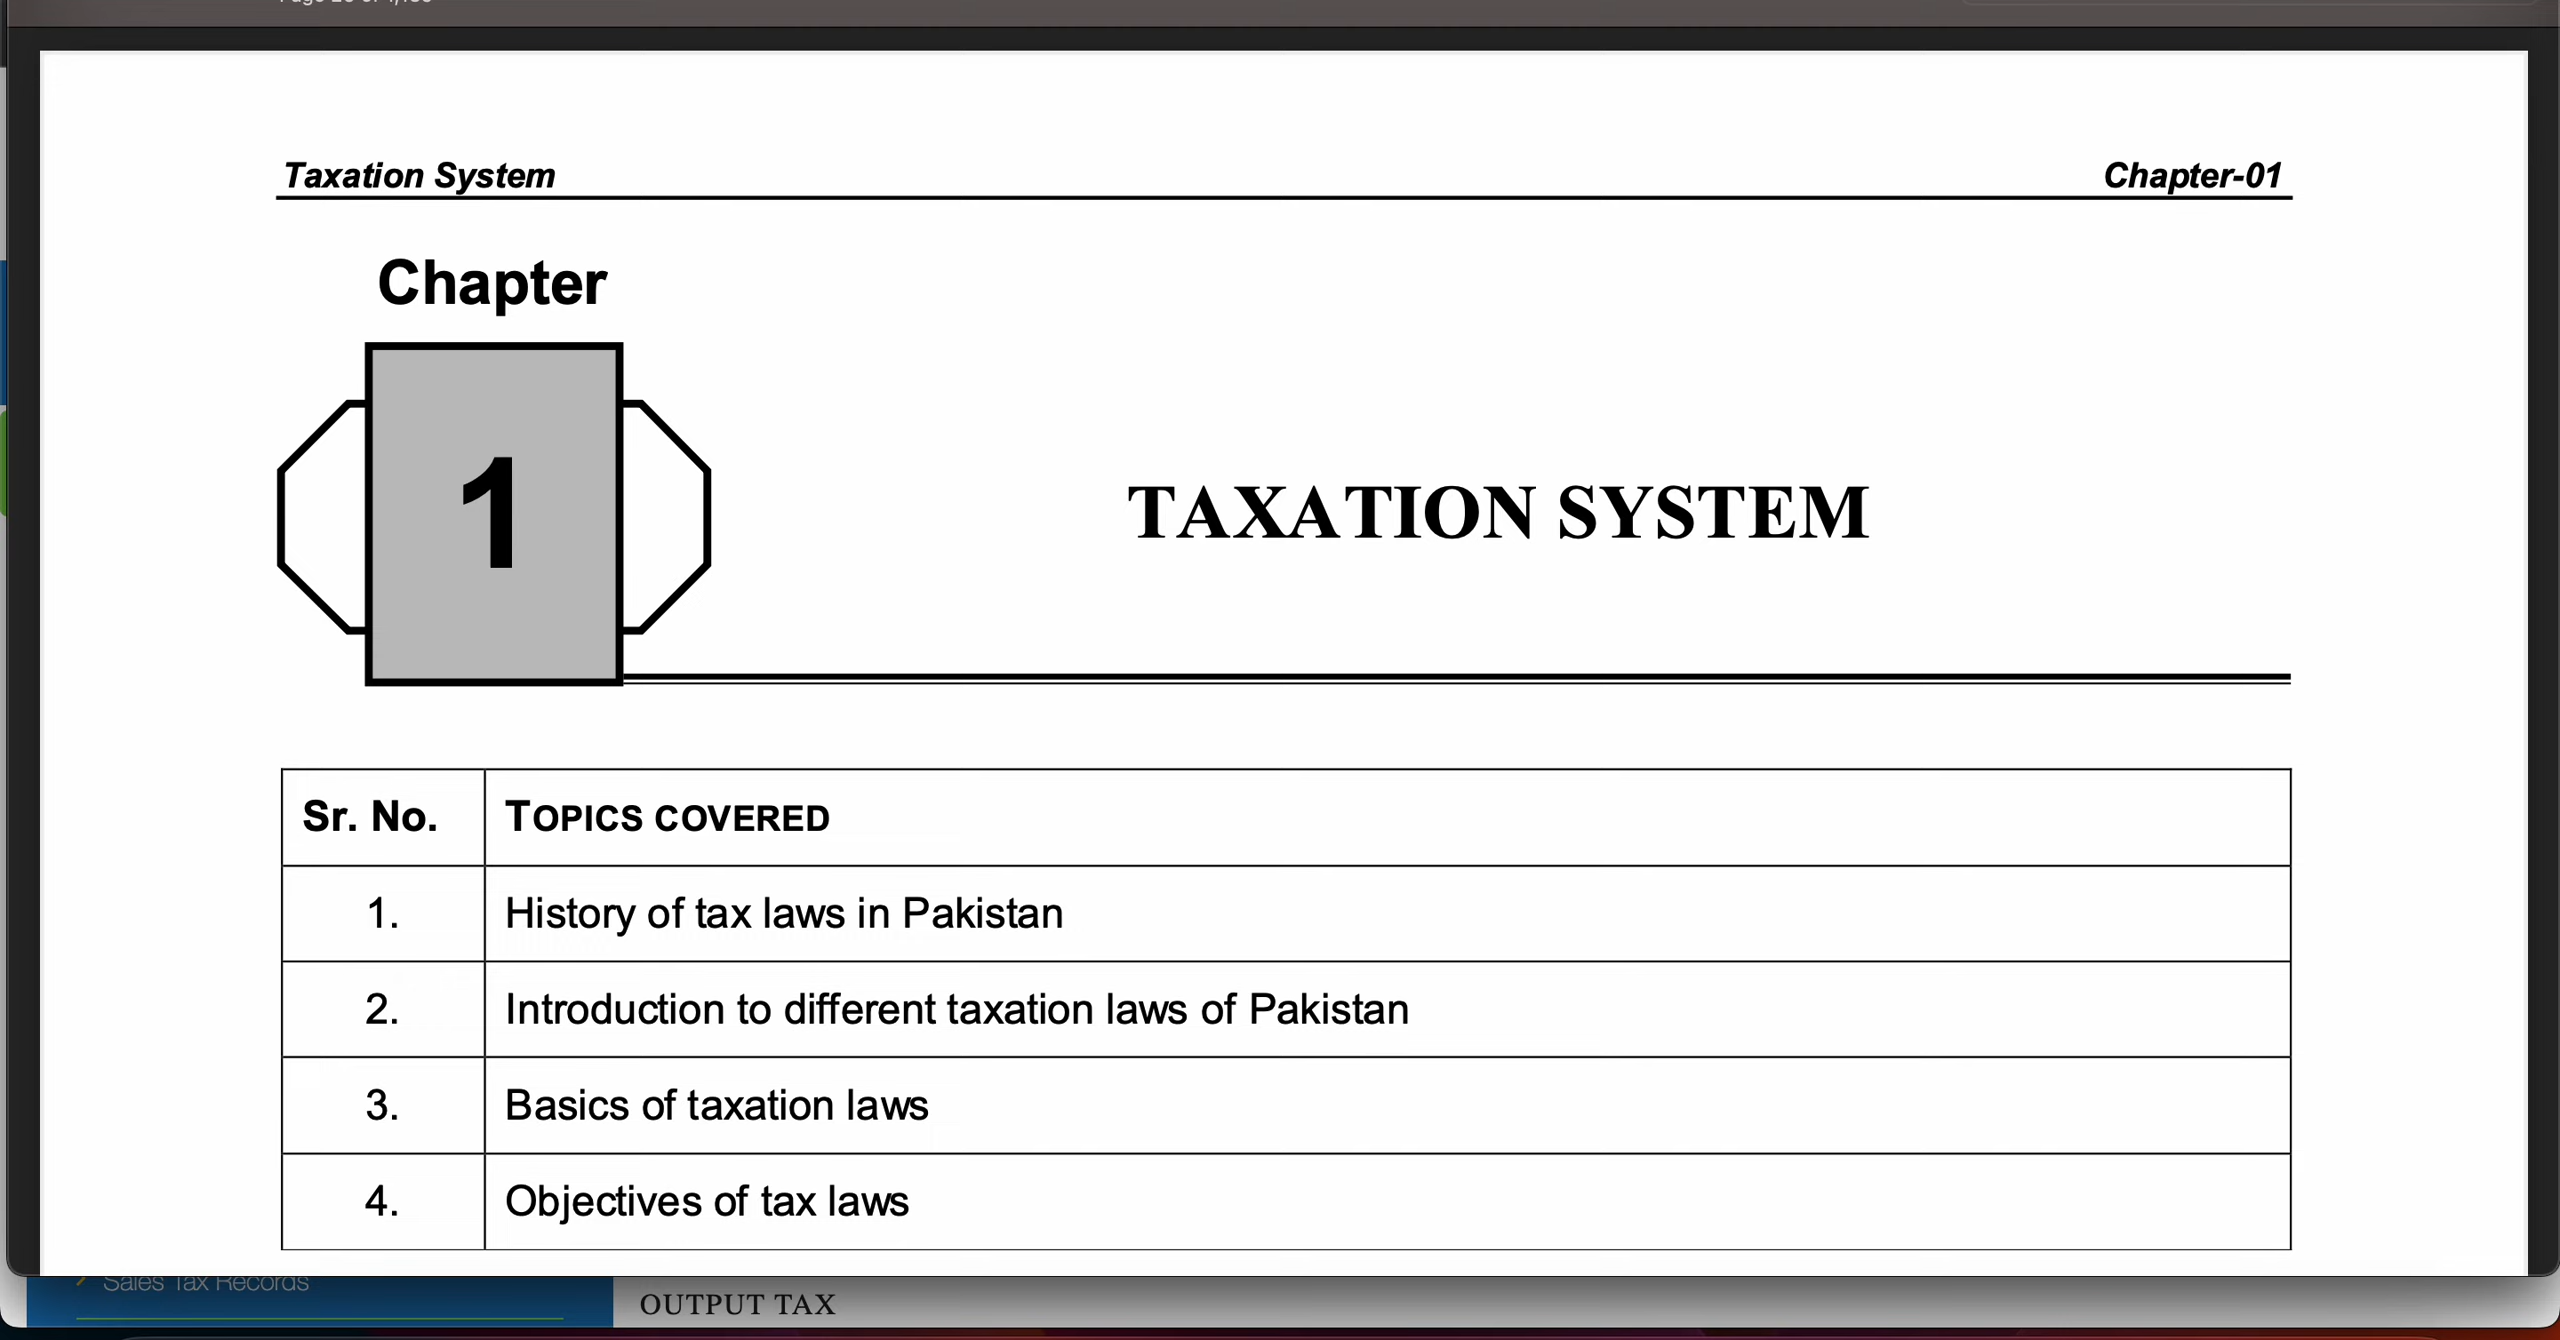 Taxation System Chapter-01
Chapter
1
TAXATION SYSTEM
Sr. No. TOPICS COVERED
1. History of tax laws in Pakistan
2. Introduction to different taxation laws of Pakistan
3. Basics of taxation laws
4. Objectives of tax laws
Sales Tax Records
OUTPUT TAX